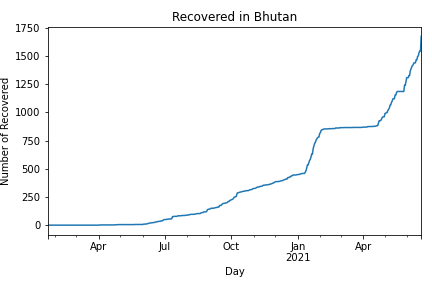 Recovered in Bhutan
Number of Recovered
1750
1500
1250
1000
750
500
250
0
Apr
Jul
Oct
Jan
2021
Apr
Day